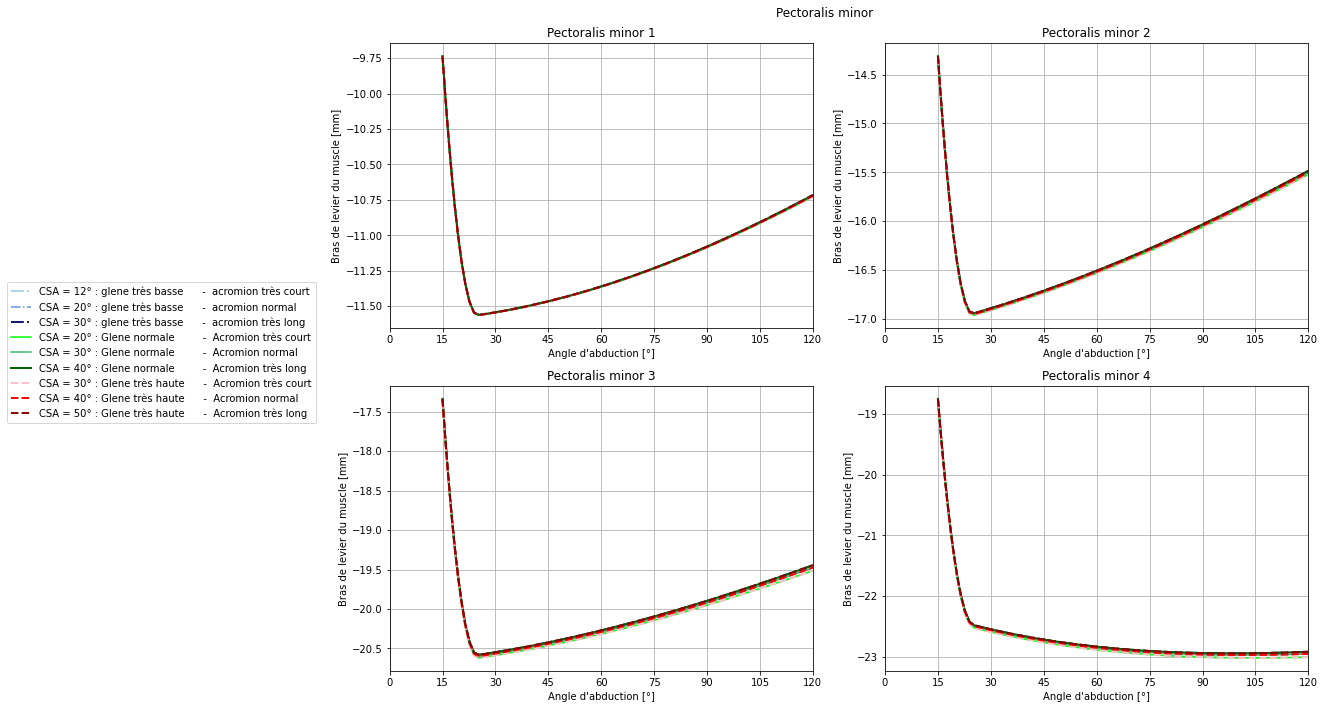 Pectoralis minor
Pectoralis minor 1
−9.75
−10.00
−10.25
−10.50
−10.75
−11.00
−11.25
−11.50
Bras de levier du muscle [mm]
0 15 30 45 60 75 90 105 120
Angle d'abduction [°]
Pectoralis minor 2
−14.5
−15.0
−15.5
−16.0
−16.5
−17.0
Bras de levier du muscle [mm]
0 15 30 45 60 75 90 105 120
Angle d'abduction [°]
CSA = 12° : glene très basse - acromion très court
CSA = 20° : glene très basse - acromion normal
CSA = 30° : glene très basse - acromion très long
CSA = 20° : Glene normale - Acromion très court
CSA = 30° : Glene normale - Acromion normal
CSA = 40° : Glene normale - Acromion très long
CSA = 30° : Glene très haute - Acromion très court
CSA = 40° : Glene très haute - Acromion normal
CSA = 50° : Glene très haute - Acromion très long
Pectoralis minor 3
−17.5
−18.0
−18.5
−19.0
−19.5
−20.0
−20.5
Bras de levier du muscle [mm]
0 15 30 45 60 75 90 105 120
Angle d'abduction [°]
Pectoralis minor 4
−19
−20
−21
−22
−23
Bras de levier du muscle [mm]
0 15 30 45 60 75 90 105 120
Angle d'abduction [°]